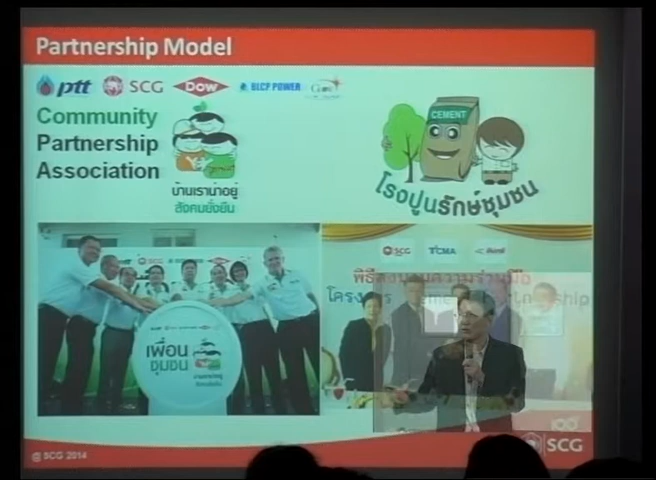 Partnership Model
ptt SCG DOW BLCP POWER
Community
Partnership
Association
บ้านเราน่าอยู่
สังคมยั่งยืน
CEMENT
โรงปูนรักษ์ชุมชน
SCG TCMA
DOW
เพื่อน
ชุมชน
SCG
@ SCG 2014